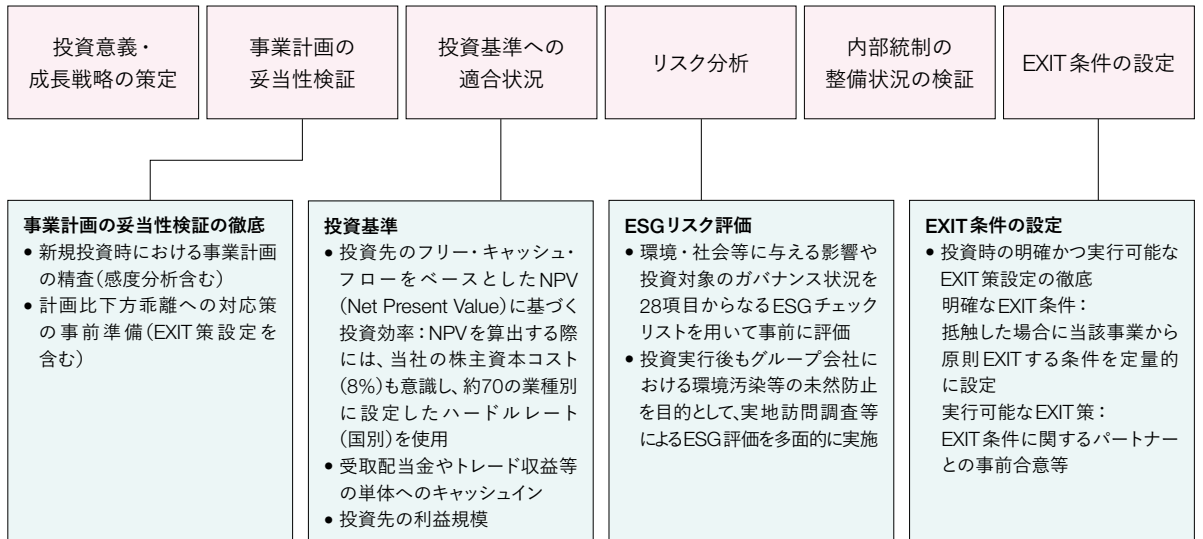 投資意義・
成長戦略の策定
事業計画の
妥当性検証
投資基準への
適合状況
リスク分析
内部統制の
整備状況の検証
EXIT条件の設定
事業計画の妥当性検証の徹底
• 新規投資時における事業計画
の精査(感度分析含む)
• 計画比下方乖離への対応策
の事前準備(EXIT策設定を
含む)
投資基準
• 投資先のフリー・キャッシュ・
フローをベースとしたNPV
(Net Present Value)に基づく
投資効率:NPVを算出する際
には、当社の株主資本コスト
(8%)も意識し、約70の業種別
に設定したハードルレート
(国別)を使用
• 受取配当金やトレード収益等
の単体へのキャッシュイン
• 投資先の利益規模
ESGリスク評価
• 環境・社会等に与える影響や
投資対象のガバナンス状況を
28項目からなるESGチェック
リストを用いて事前に評価
• 投資実行後もグループ会社に
おける環境汚染等の未然防止
を目的として、実地訪問調査等
によるESG評価を多面的に実施
EXIT条件の設定
• 投資時の明確かつ実行可能な
EXIT策設定の徹底
明確なEXIT条件:
抵触した場合に当該事業から
原則EXITする条件を定量的
に設定
実行可能なEXIT策:
EXIT条件に関するパートナー
との事前合意等